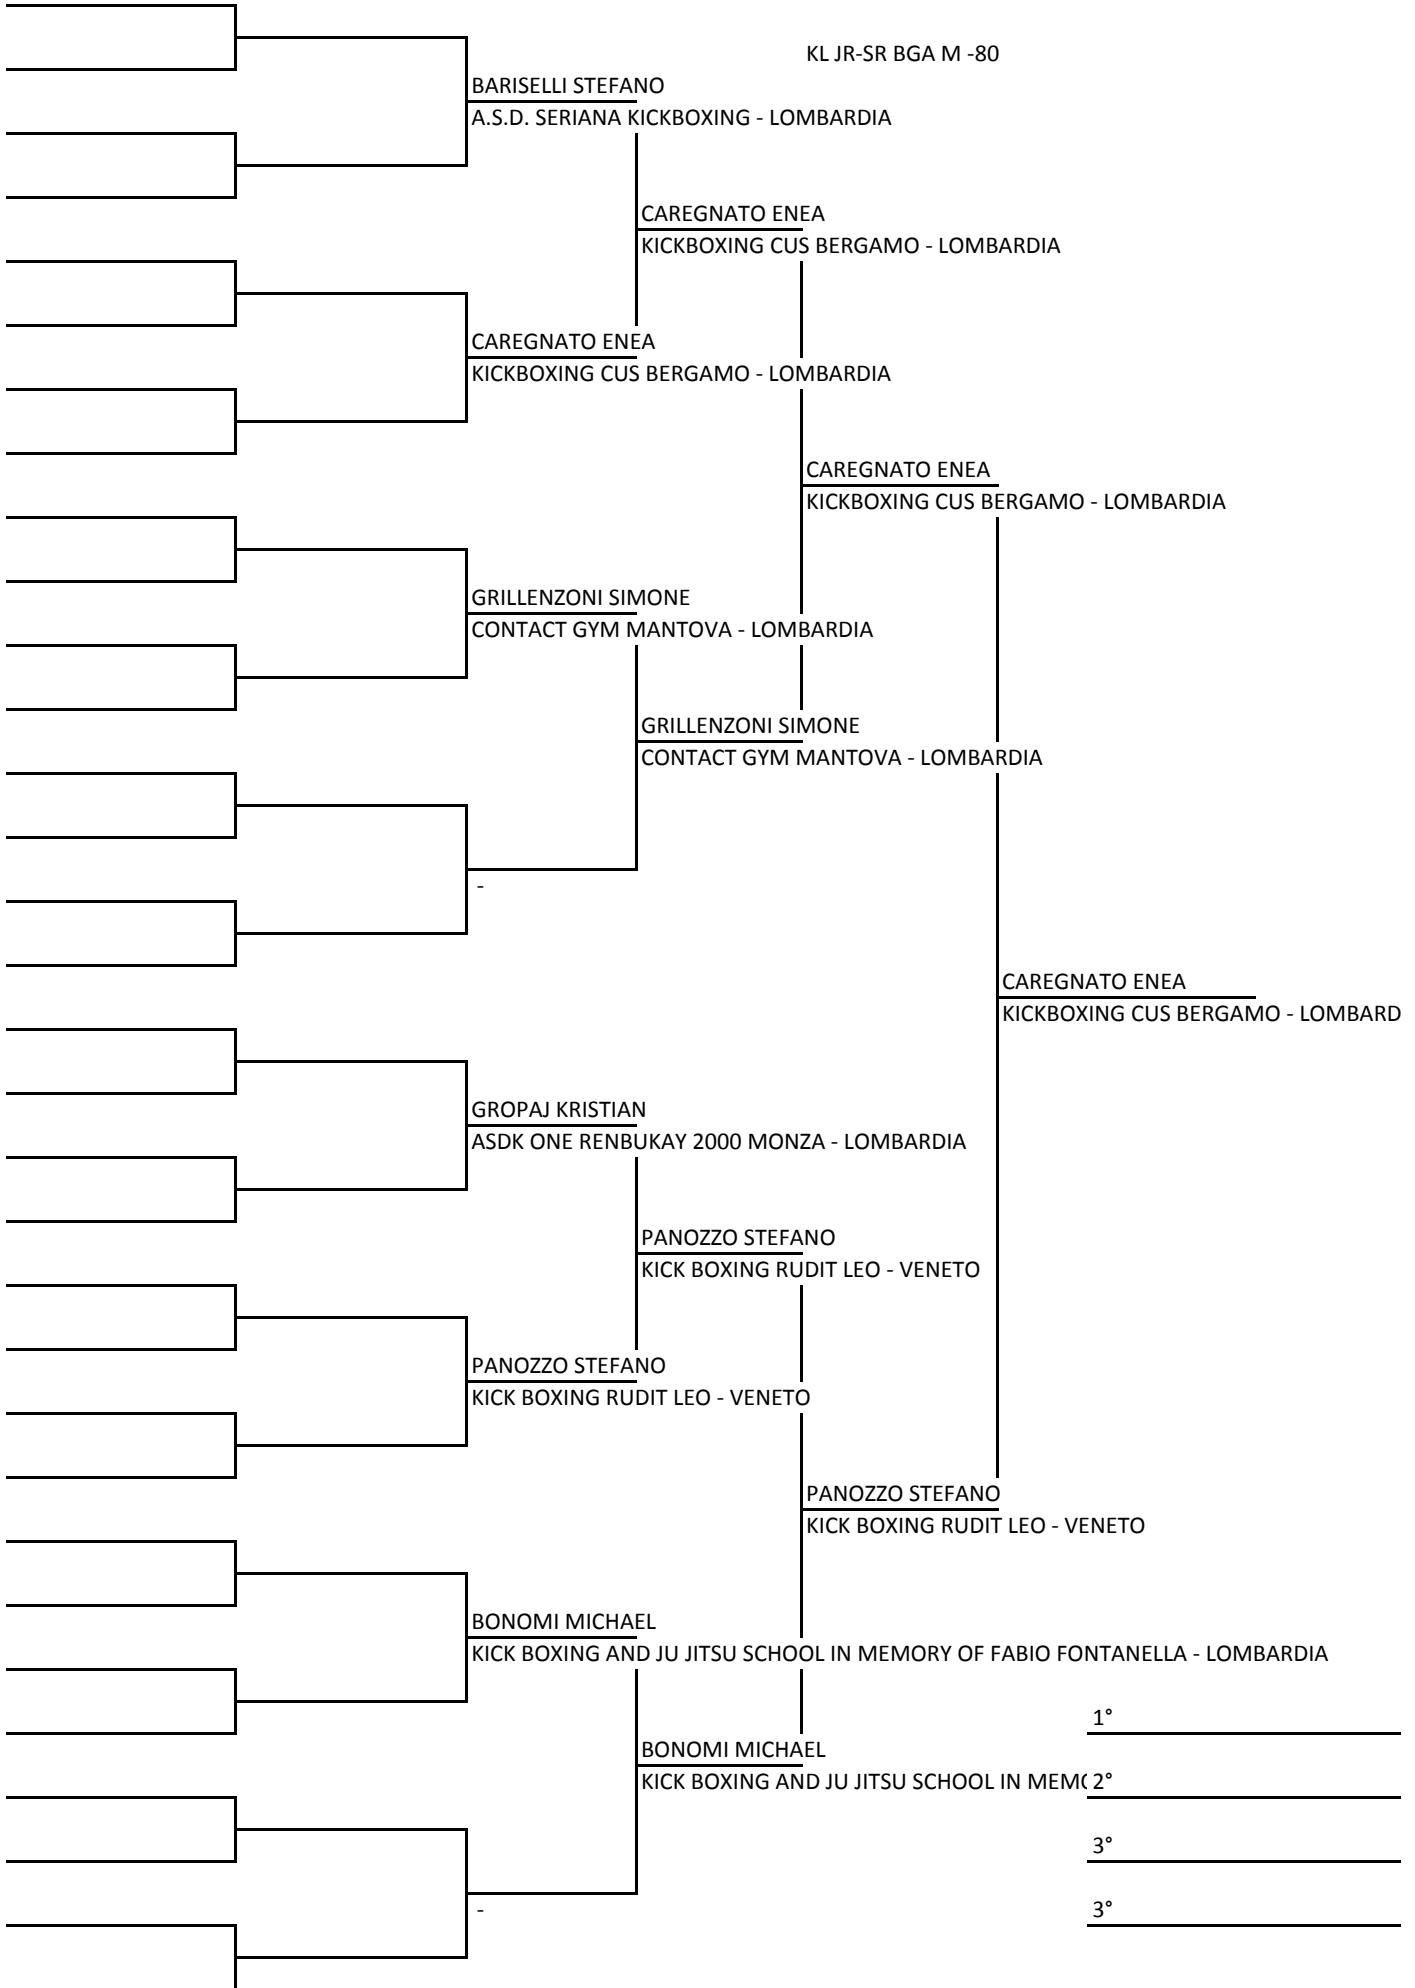 KL JR-SR BGA M -80
BARISELLI STEFANO
A.S.D. SERIANA KICKBOXING - LOMBARDIA
CAREGNATO ENEA
KICKBOXING CUS BERGAMO - LOMBARDIA
CAREGNATO ENEA
KICKBOXING CUS BERGAMO - LOMBARDIA
CAREGNATO ENEA
KICKBOXING CUS BERGAMO - LOMBARDIA
GRILLENZONI SIMONE
CONTACT GYM MANTOVA - LOMBARDIA
GRILLENZONI SIMONE
CONTACT GYM MANTOVA - LOMBARDIA
-
CAREGNATO ENEA
KICKBOXING CUS BERGAMO - LOMBARD
GROPAJ KRISTIAN
ASDK ONE RENBUKAY 2000 MONZA - LOMBARDIA
PANOZZO STEFANO
KICK BOXING RUDIT LEO - VENETO
PANOZZO STEFANO
KICK BOXING RUDIT LEO - VENETO
PANOZZO STEFANO
KICK BOXING RUDIT LEO - VENETO
BONOMI MICHAEL
KICK BOXING AND JU JITSU SCHOOL IN MEMORY OF FABIO FONTANELLA - LOMBARDIA
1°
BONOMI MICHAEL
KICK BOXING AND JU JITSU SCHOOL IN MEMO
2°
3°
-
3°